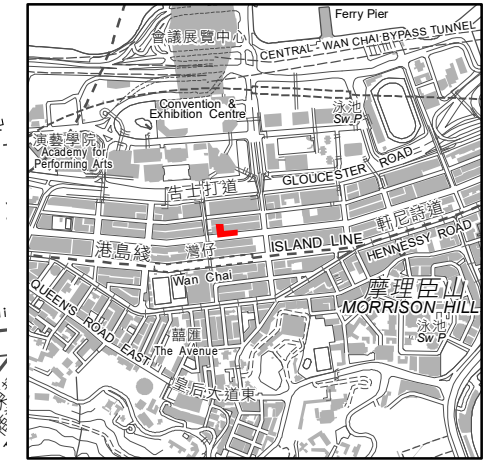 Ferry Pier
會議展覽中心
CENTRAL - WAN CHAI BYPASS TUNNEL
Convention &
Exhibition Centre
泳池
Sw P
演藝學院
Academy for
Performing Arts
告士打道
GLOUCESTER ROAD
軒尼詩道
港島綫
灣仔
ISLAND LINE
HENNESSY ROAD
Wan Chai
摩理臣山
MORRISON HILL
QUEEN'S ROAD EAST
囍匯
The Avenue
泳池
Sw P
皇后大道東